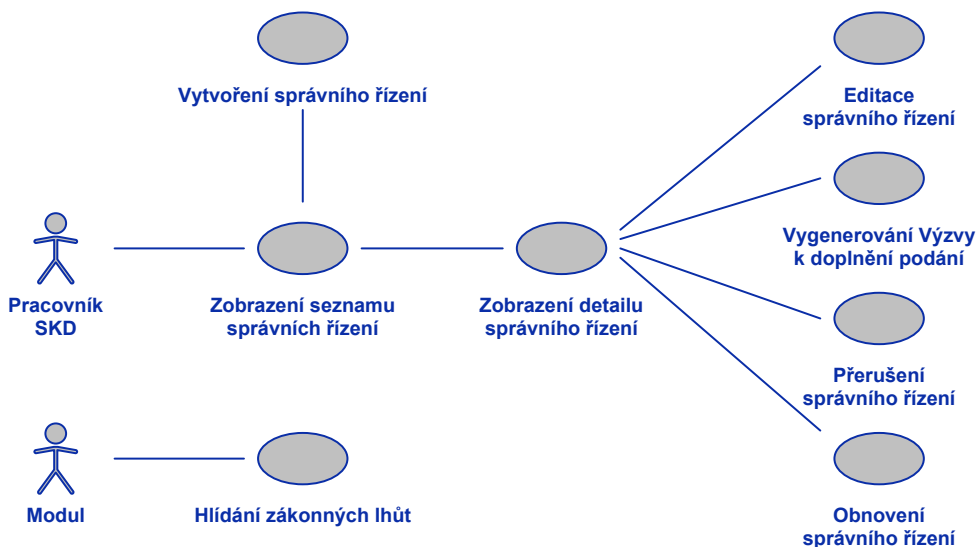 Vytvoření správního řízení
Editace
správního řízení
Vygenerování Výzvy
k doplnění podání
Pracovník
SKD
Zobrazení seznamu
správních řízení
Zobrazení detailu
správního řízení
Přerušení
správního řízení
Modul
Hlídání zákonných lhůt
Obnovení
správního řízení